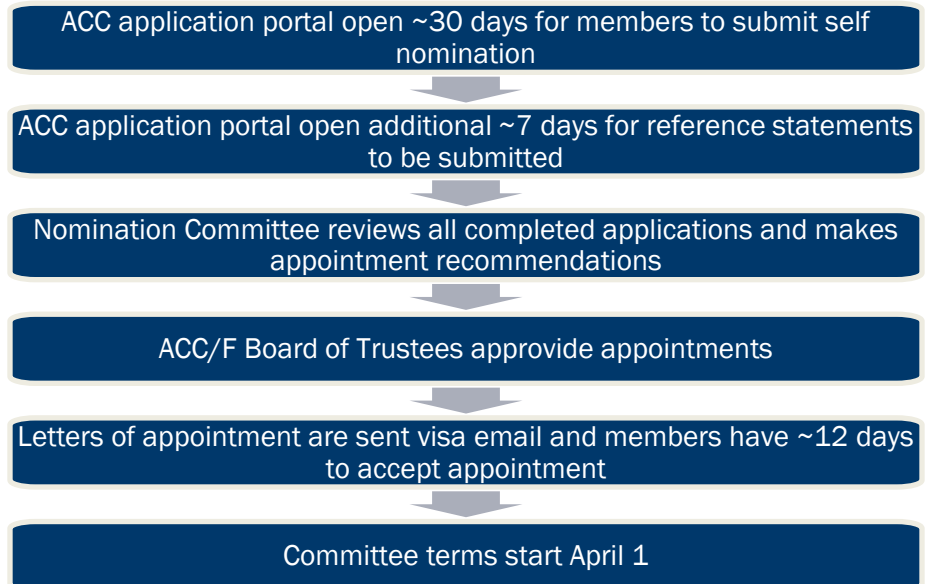 ACC application portal open ~30 days for members to submit self
nomination
ACC application portal open additional ~7 days for reference statements
to be submitted
Nomination Committee reviews all completed applications and makes
appointment recommendations
ACC/F Board of Trustees approvide appointments
Letters of appointment are sent visa email and members have ~12 days
to accept appointment
Committee terms start April 1